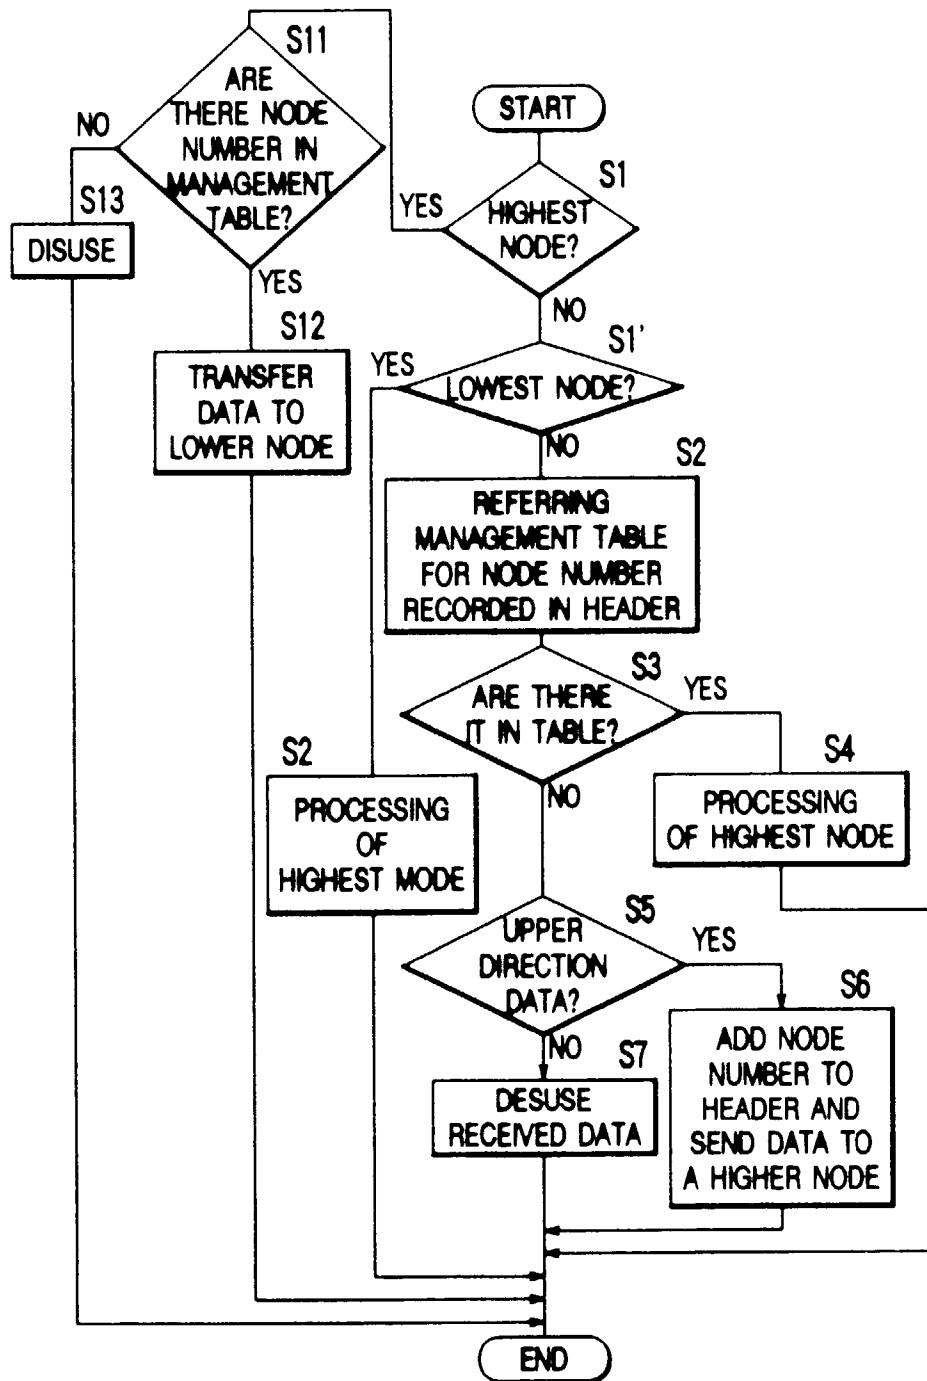 S11
ARE
THERE NODE
NUMBER IN
MANAGEMENT
TABLE?
NO
YES
S13
DISUSE
S12
TRANSFER
DATA TO
LOWER NODE
START
S1
HIGHEST
NODE?
YES
NO
S1'
LOWEST NODE?
YES
NO
S2
REFERRING
MANAGEMENT TABLE
FOR NODE NUMBER
RECORDED IN HEADER
S3
ARE THERE
IT IN TABLE?
YES
NO
S2
PROCESSING
OF
HIGHEST MODE
S4
PROCESSING
OF HIGHEST NODE
S5
UPPER
DIRECTION
DATA?
YES
NO
S6
ADD NODE
NUMBER TO
HEADER AND
SEND DATA TO
A HIGHER NODE
S7
DESUSE
RECEIVED DATA
END